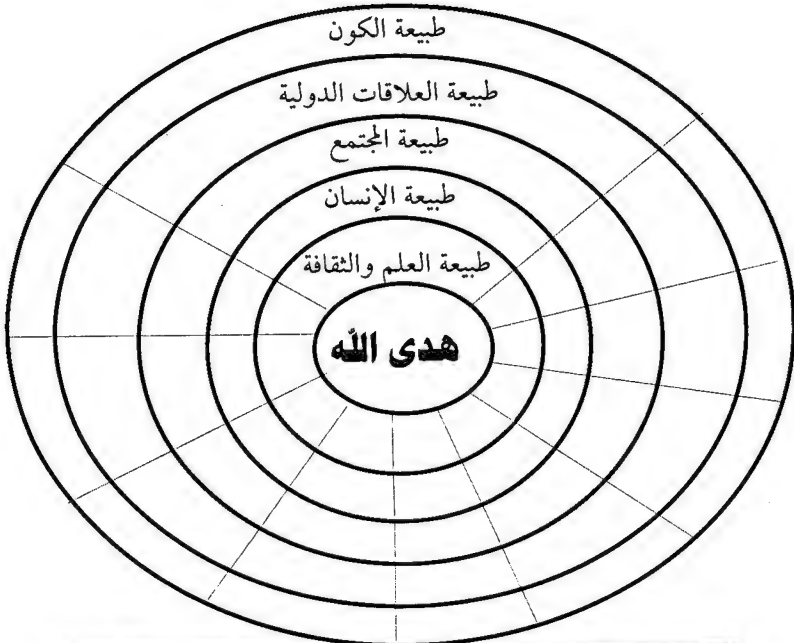 طبيعة الكون
طبيعة العلاقات الدولية
طبيعة المجتمع
طبيعة الإنسان
طبيعة العلم والثقافة
هدى الله